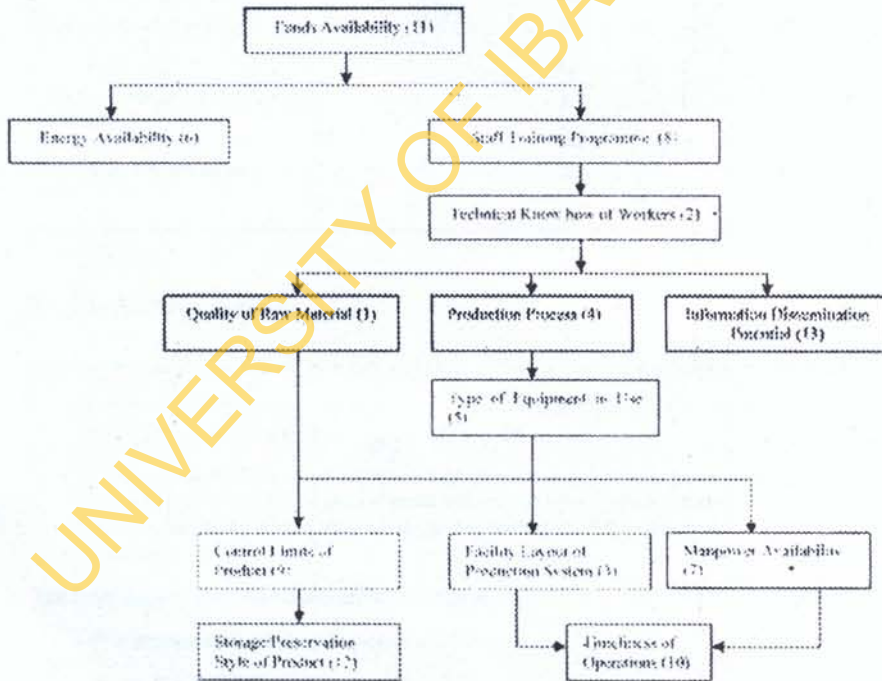 Funds Availability (11)
Energy Availability (6)
Staff Training Programme (8)
Technical Know how of Workers (2)
Quality of Raw Material (1)
Production Process (4)
Information Dissemination
Potential (13)
Type of Equipment in Use
(5)
Control Limits of
Product (9)
Facility Layout of
Production System (3)
Manpower Availability
(7)
Storage/Preservation
Style of Product (12)
Timeliness of
Operations (10)
UNIVERSITY OF IBA